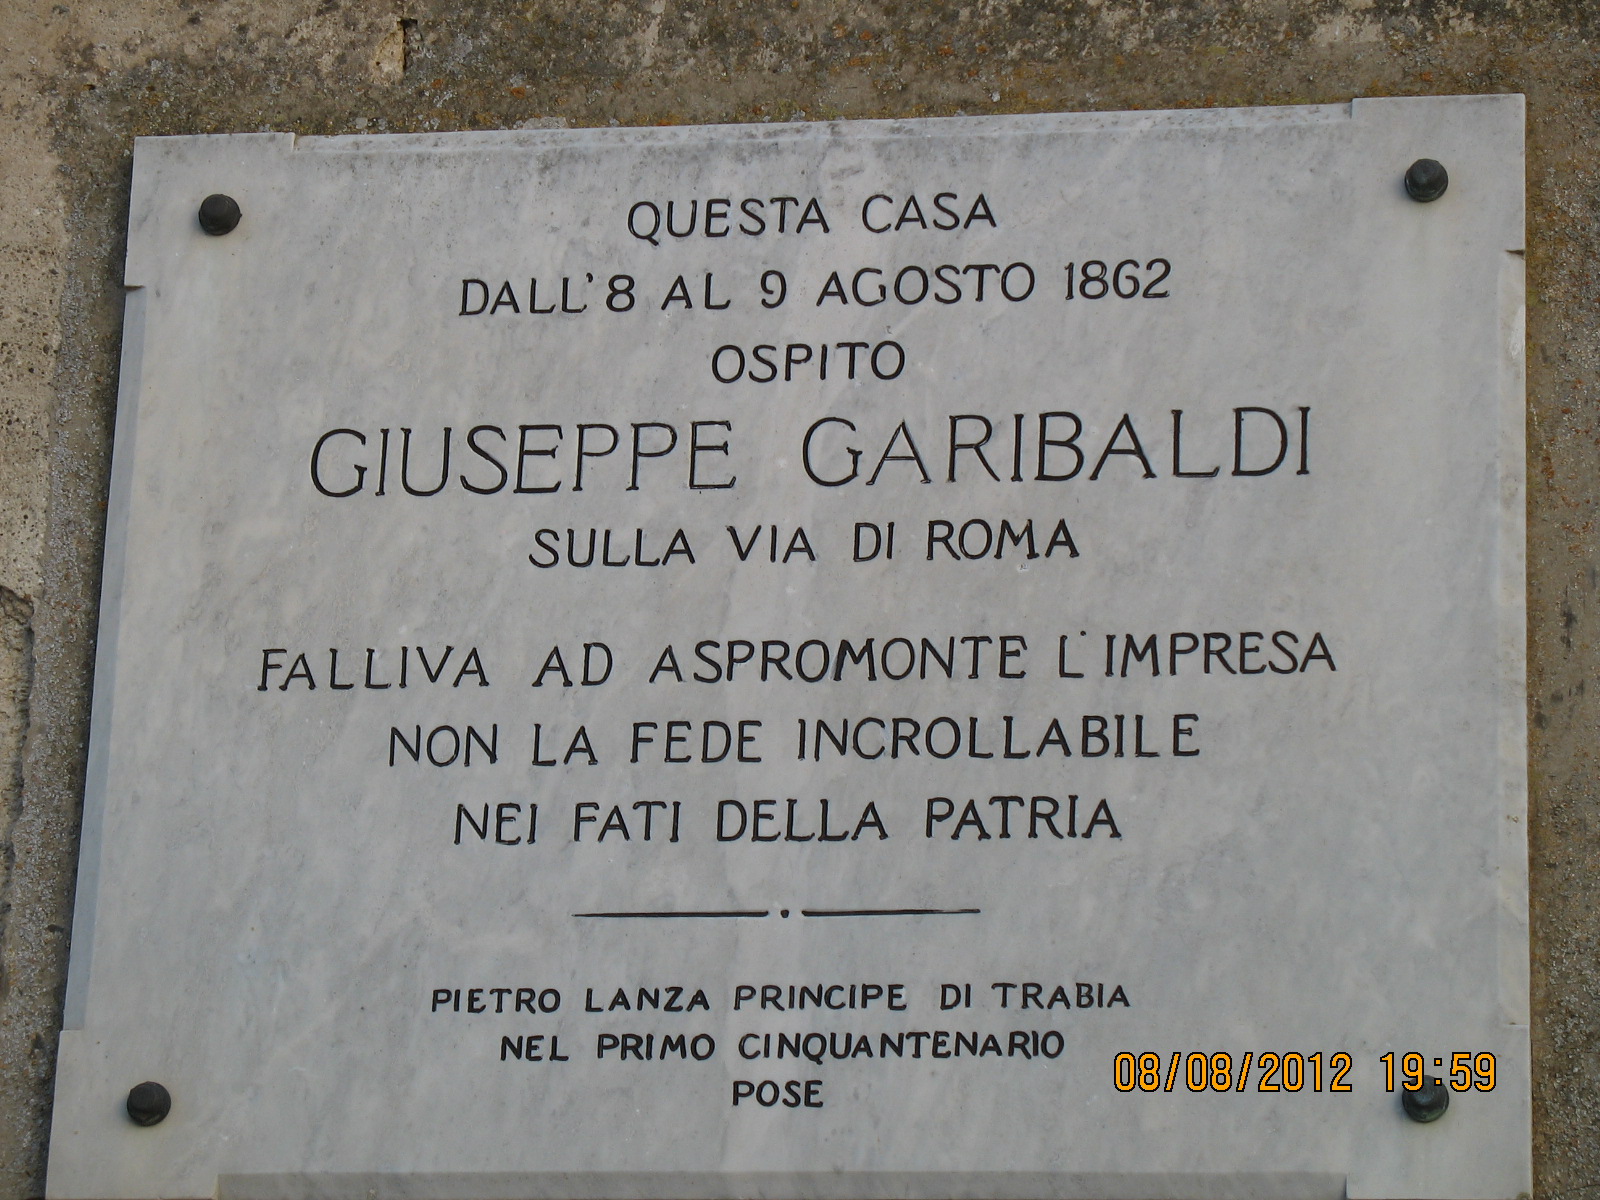 QUESTA CASA
DALL'8 AL 9 AGOSTO 1862
OSPITO
GIUSEPPE GARIBALDI
SULLA VIA DI ROMA
FALLIVA AD ASPROMONTE L'IMPRESA
NON LA FEDE INCROLLABILE
NEI FATI DELLA PATRIA
PIETRO LANZA PRINCIPE DI TRABIA
NEL PRIMO CINQUANTENARIO
POSE
08/08/2012 19:59